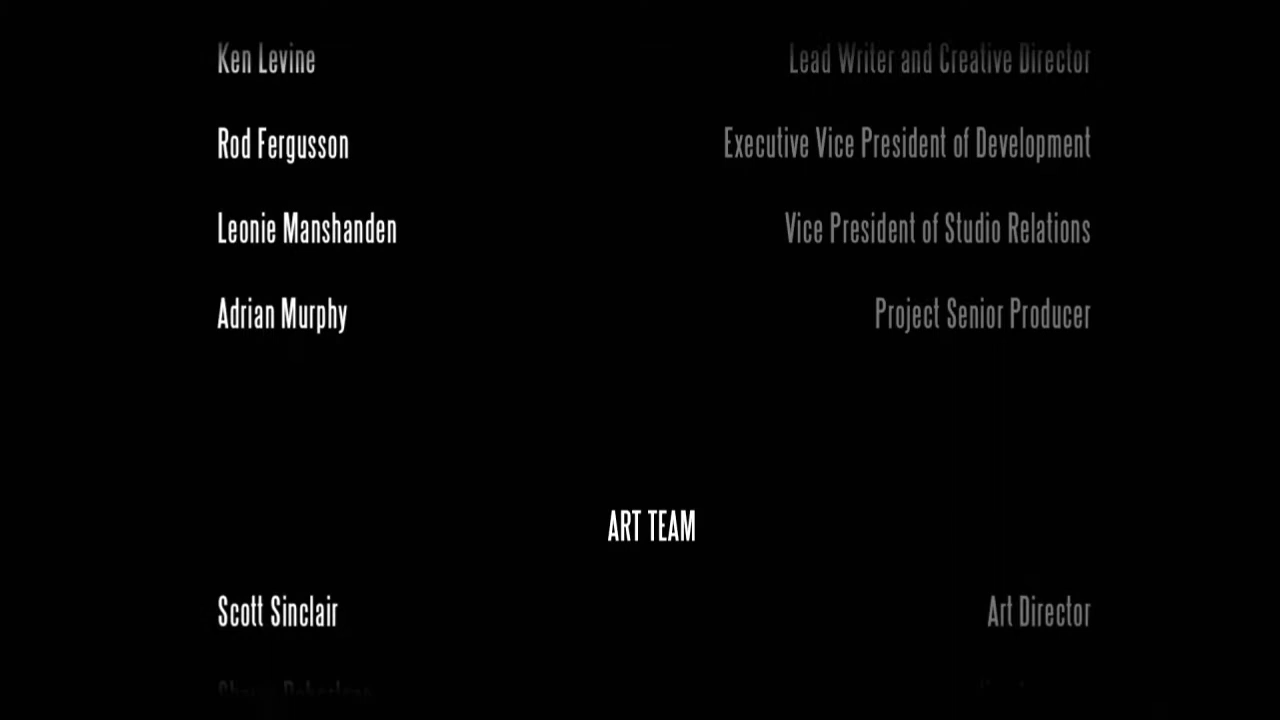 Ken Levine Lead Writer and Creative Director
Rod Fergusson Executive Vice President of Development
Leonie Manshanden Vice President of Studio Relations
Adrian Murphy Project Senior Producer
ART TEAM
Scott Sinclair Art Director